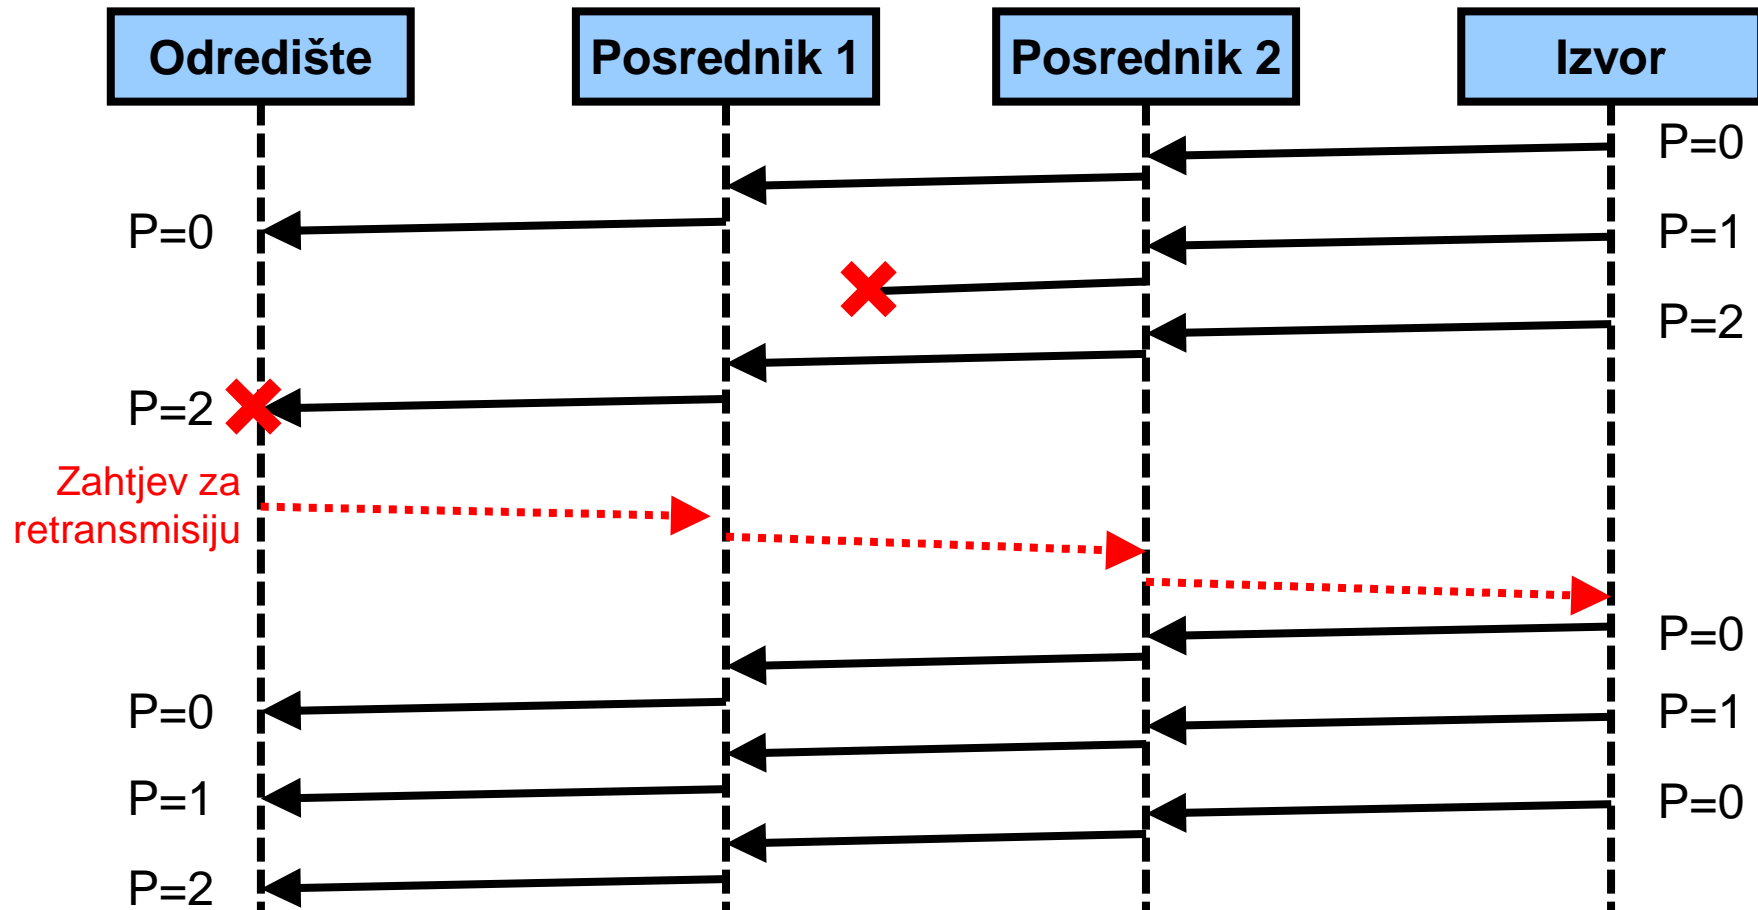 Odredište
Posrednik 1
Posrednik 2
Izvor
P=0
P=0
P=1
P=2
P=2
Zahtjev za
retransmisiju
P=0
P=0
P=1
P=1
P=0
P=2